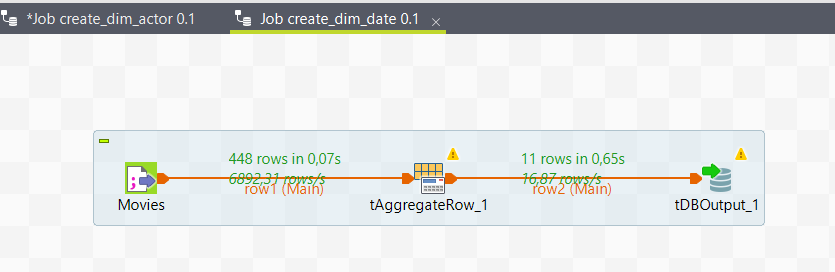 *Job create_dim_actor 0.1
Job create_dim_date 0.1
448 rows in 0,07s
6892,31 rows/s
row1 (Main)
11 rows in 0,65s
16,87 rows/s
row2 (Main)
Movies
tAggregateRow_1
tDBOutput_1